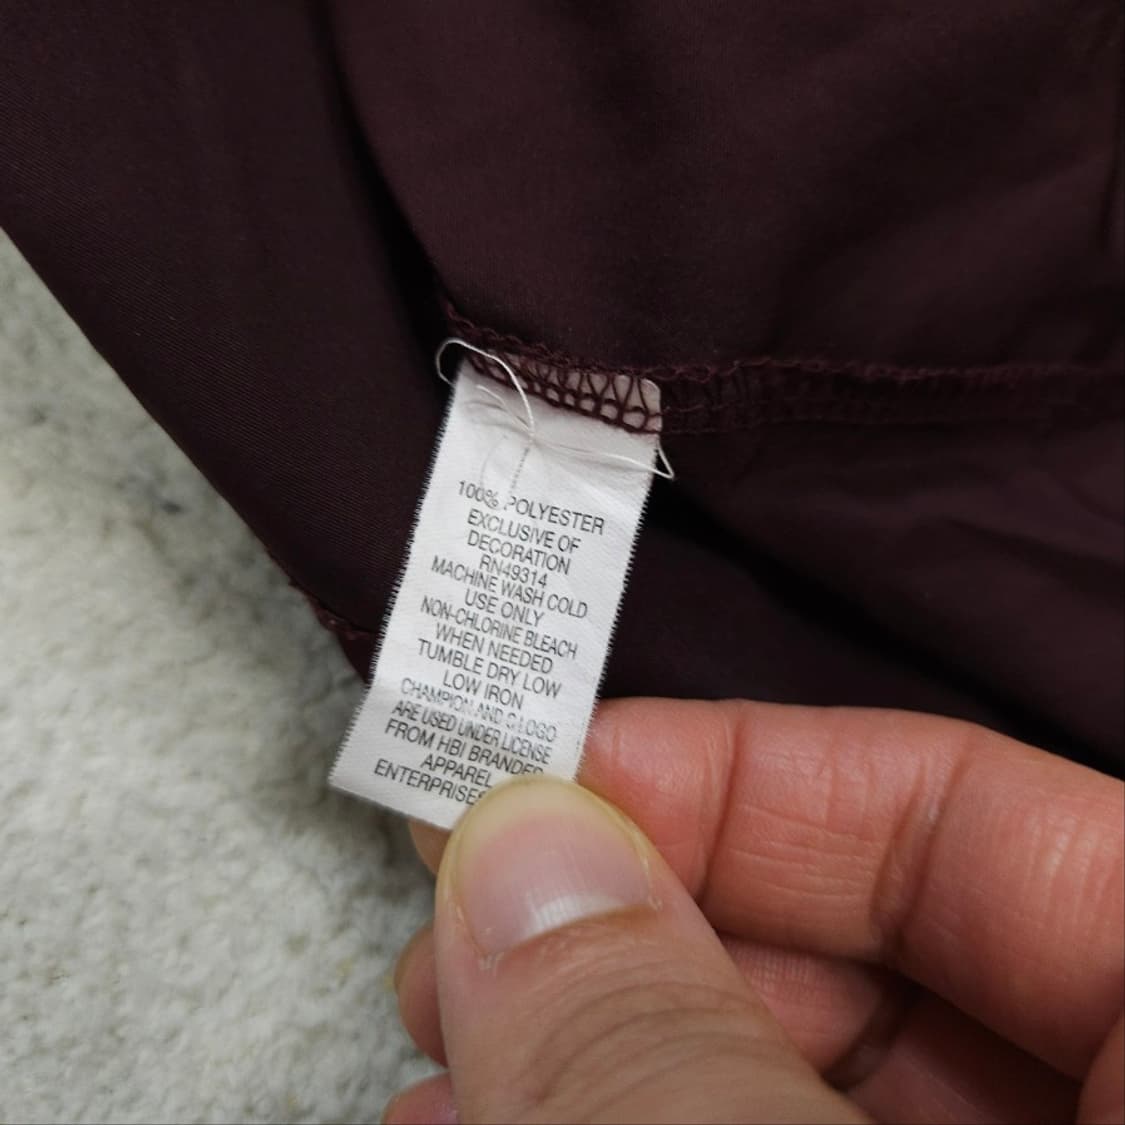 100% POLYESTER
EXCLUSIVE OF
DECORATION
RN49314
MACHINE WASH COLD
USE ONLY
NON-CHLORINE BLEACH
WHEN NEEDED
TUMBLE DRY LOW
LOW IRON
CHAMPION AND C LOGO
ARE USED UNDER LICENSE
FROM HBI BRANDED
APPAREL
ENTERPRISES